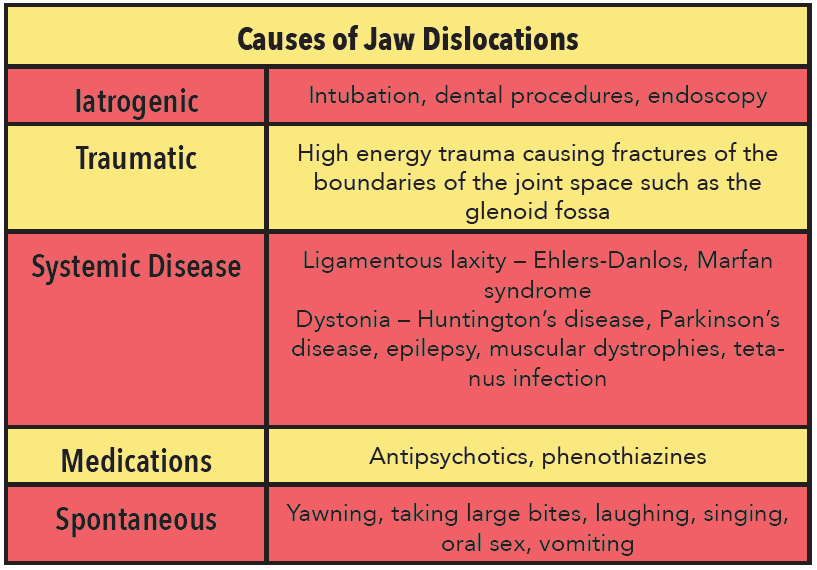 Causes of Jaw Dislocations
Iatrogenic
Intubation, dental procedures, endoscopy
Traumatic
High energy trauma causing fractures of the
boundaries of the joint space such as the
glenoid fossa
Systemic Disease
Ligamentous laxity – Ehlers-Danlos, Marfan
syndrome
Dystonia – Huntington’s disease, Parkinson’s
disease, epilepsy, muscular dystrophies, teta-
nus infection
Medications
Antipsychotics, phenothiazines
Spontaneous
Yawning, taking large bites, laughing, singing,
oral sex, vomiting